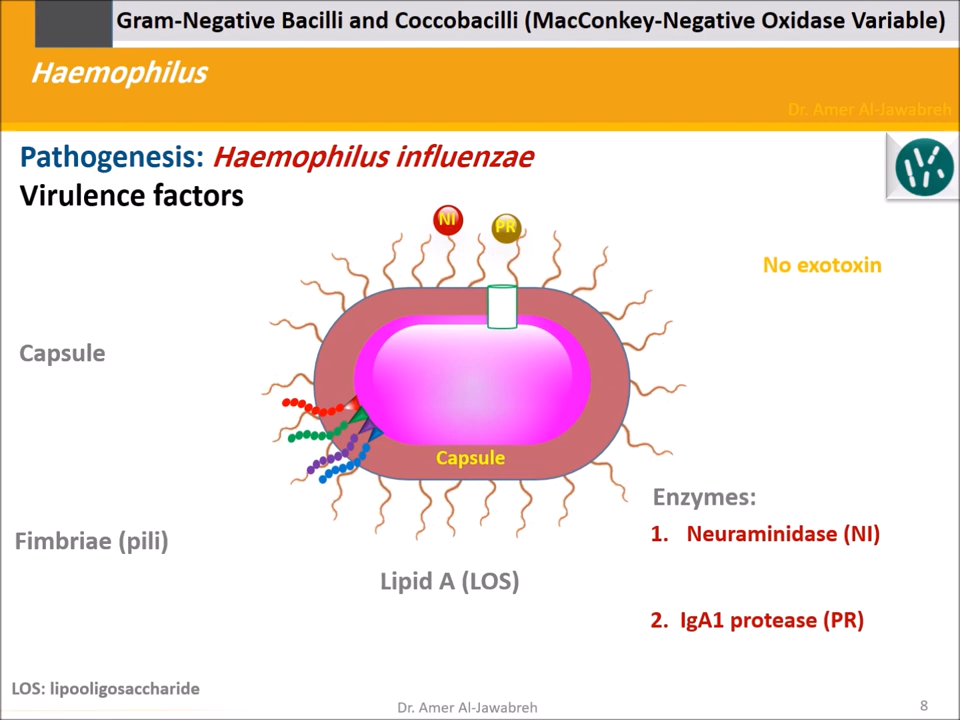 Gram-Negative Bacilli and Coccobacilli (MacConkey-Negative Oxidase Variable)
Haemophilus
Dr. Amer Al-Jawabreh
Pathogenesis: Haemophilus influenzae
Virulence factors
NI
PR
No exotoxin
Capsule
Capsule
Enzymes:
1. Neuraminidase (NI)
Fimbriae (pili)
Lipid A (LOS)
2. IgA1 protease (PR)
LOS: lipooligosaccharide
Dr. Amer Al-Jawabreh
8